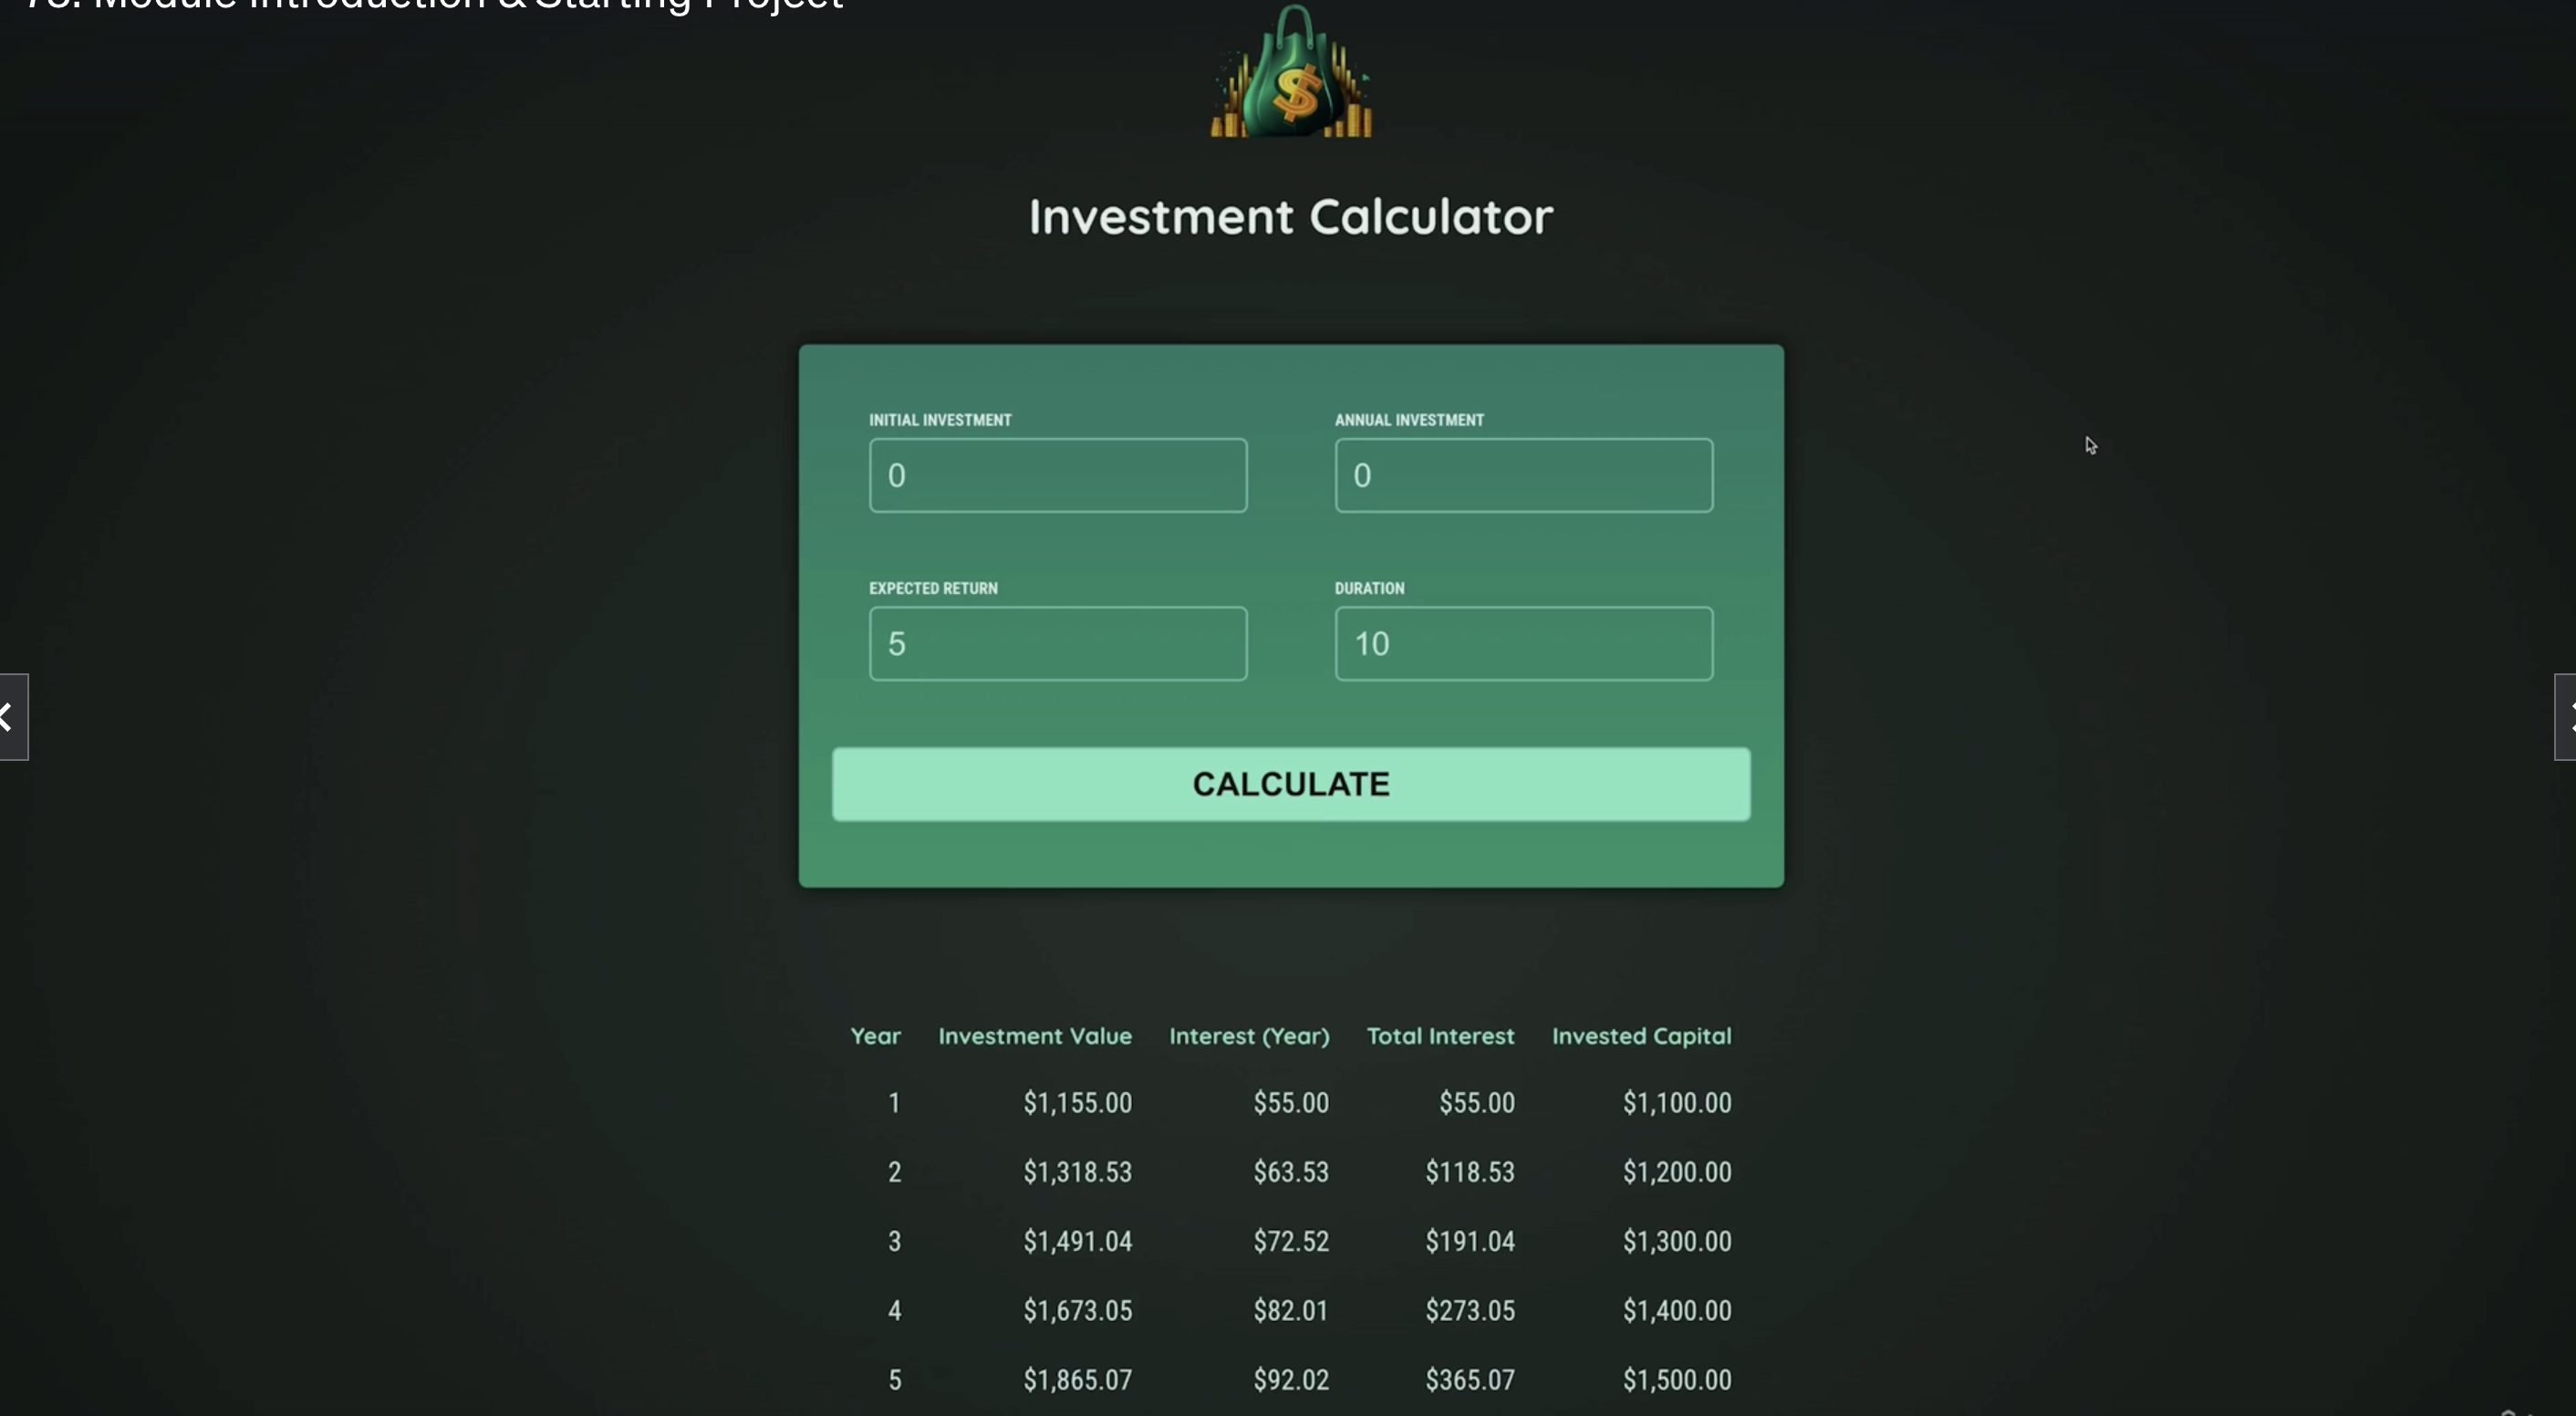 Module Introduction & Starting Project
$
Investment Calculator
INITIAL INVESTMENT ANNUAL INVESTMENT
0 0
EXPECTED RETURN DURATION
5 10
CALCULATE
Year Investment Value Interest (Year) Total Interest Invested Capital
1 $1,155.00 $55.00 $55.00 $1,100.00
2 $1,318.53 $63.53 $118.53 $1,200.00
3 $1,491.04 $72.52 $191.04 $1,300.00
4 $1,673.05 $82.01 $273.05 $1,400.00
5 $1,865.07 $92.02 $365.07 $1,500.00